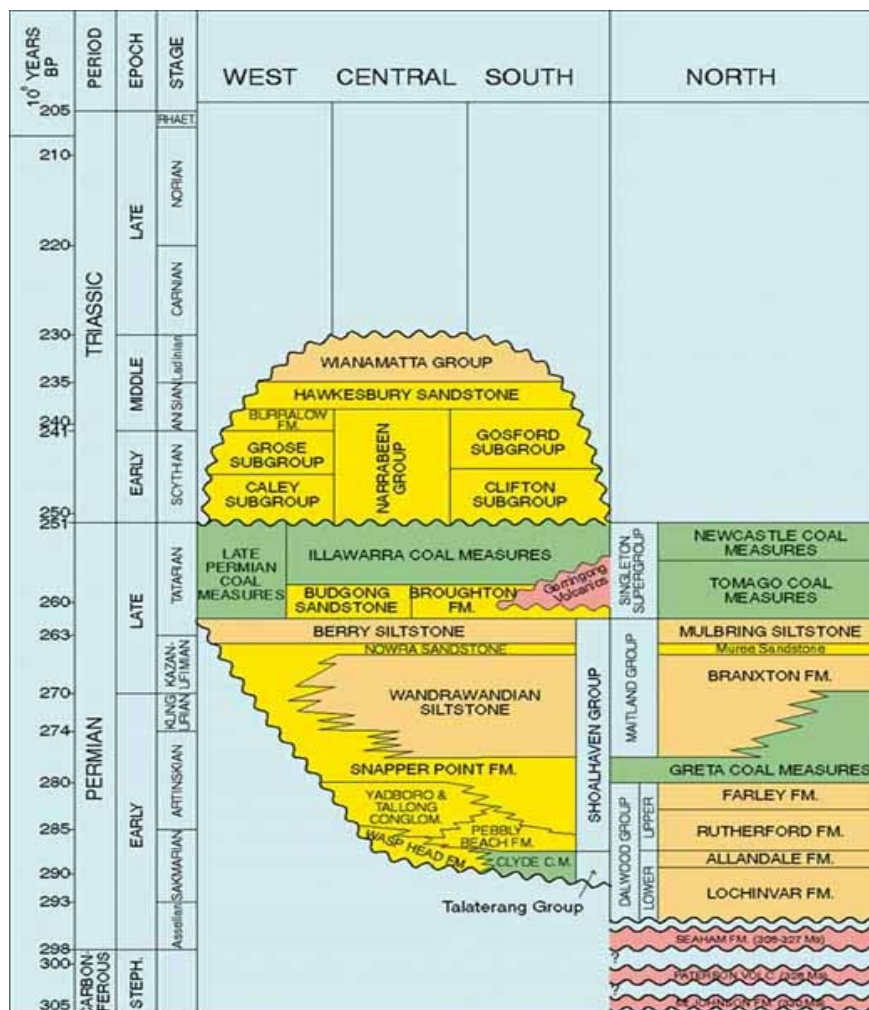 10⁶ YEARS
BP
PERIOD
EPOCH
STAGE
WEST
CENTRAL
SOUTH
NORTH
205
210
220
230
235
240
241
250
251
260
263
270
274
280
285
290
293
298
300
305
TRIASSIC
PERMIAN
CARBON-
FEROUS
LATE
MIDDLE
EARLY
LATE
EARLY
STEPH.
RHAET.
NORIAN
CARNIAN
Ladinian
ANISIAN
SCYTHIAN
TATARIAN
KAZAN-
UFIMIAN
KUNG
URIAN
ARTINSKIAN
SAKMARIAN
Asselian
WIANAMATTA GROUP
HAWKESBURY SANDSTONE
BURRALOW
FM.
GROSE
SUBGROUP
CALEY
SUBGROUP
NARRABEEN
GROUP
GOSFORD
SUBGROUP
CLIFTON
SUBGROUP
LATE
PERMIAN
COAL
MEASURES
ILLAWARRA COAL MEASURES
BUDGONG
SANDSTONE
BROUGHTON
FM.
Gerringong
Volcanics
BERRY SILTSTONE
NOWRA SANDSTONE
WANDRAWANDIAN
SILTSTONE
SNAPPER POINT FM.
YADBORO &
TALLONG
CONGLOM.
PEBBLY
BEACH FM.
WASP HEAD FM.
CLYDE C.M.
SHOALHAVEN GROUP
Talaterang Group
SINGLETON
SUPERGROUP
NEWCASTLE COAL
MEASURES
TOMAGO COAL
MEASURES
MAITLAND GROUP
MULBRING SILTSTONE
Muree Sandstone
BRANXTON FM.
GRETA COAL MEASURES
DALWOOD GROUP
UPPER
LOWER
FARLEY FM.
RUTHERFORD FM.
ALLANDALE FM.
LOCHINVAR FM.
SEAHAM FM.
?
PATERSON VOLC.
?
JOHNSON FM.